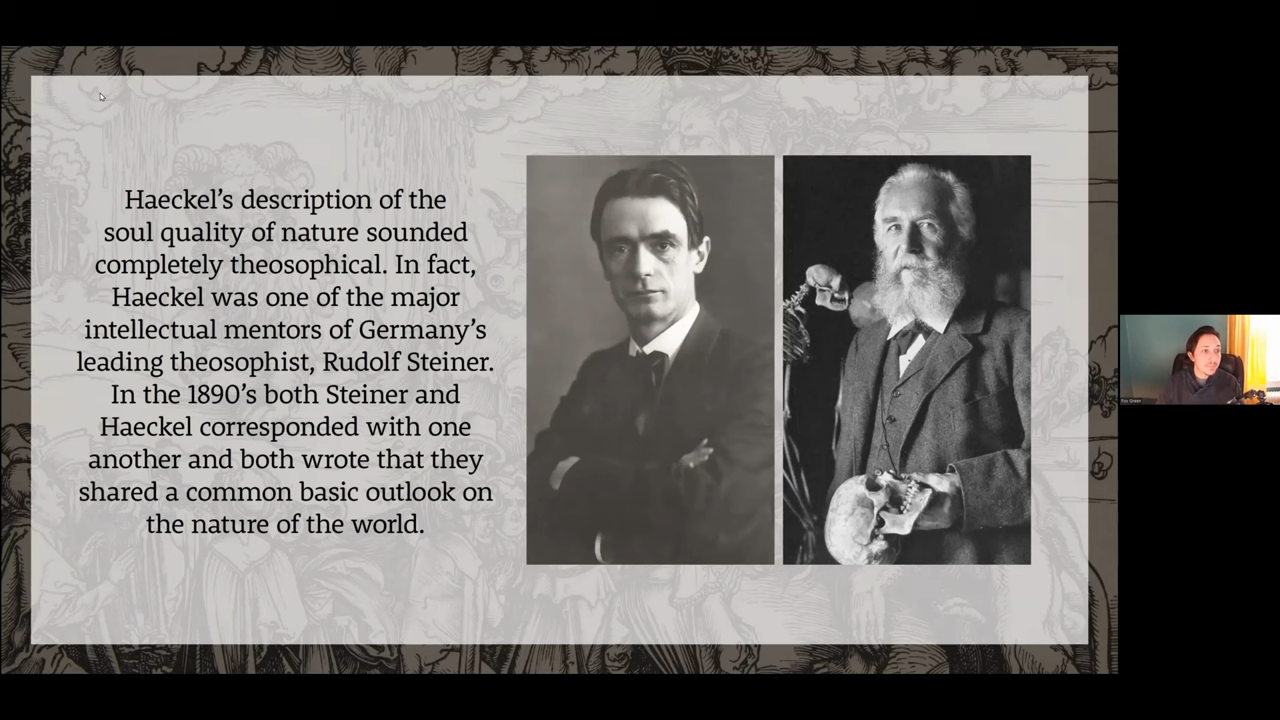 Haeckel’s description of the
soul quality of nature sounded
completely theosophical. In fact,
Haeckel was one of the major
intellectual mentors of Germany’s
leading theosophist, Rudolf Steiner.
In the 1890’s both Steiner and
Haeckel corresponded with one
another and both wrote that they
shared a common basic outlook on
the nature of the world.